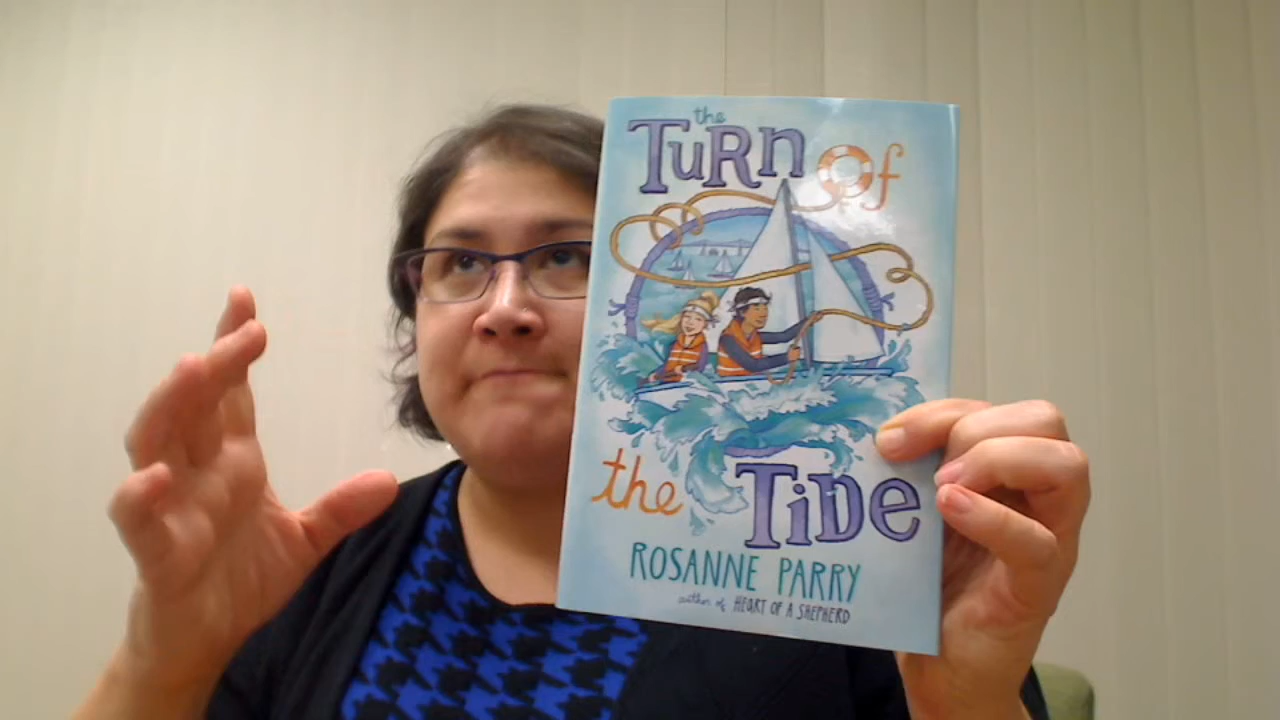 the
TuRn of
the TiDe
ROSANNE PARRY
author of HEART OF A SHEPHERD